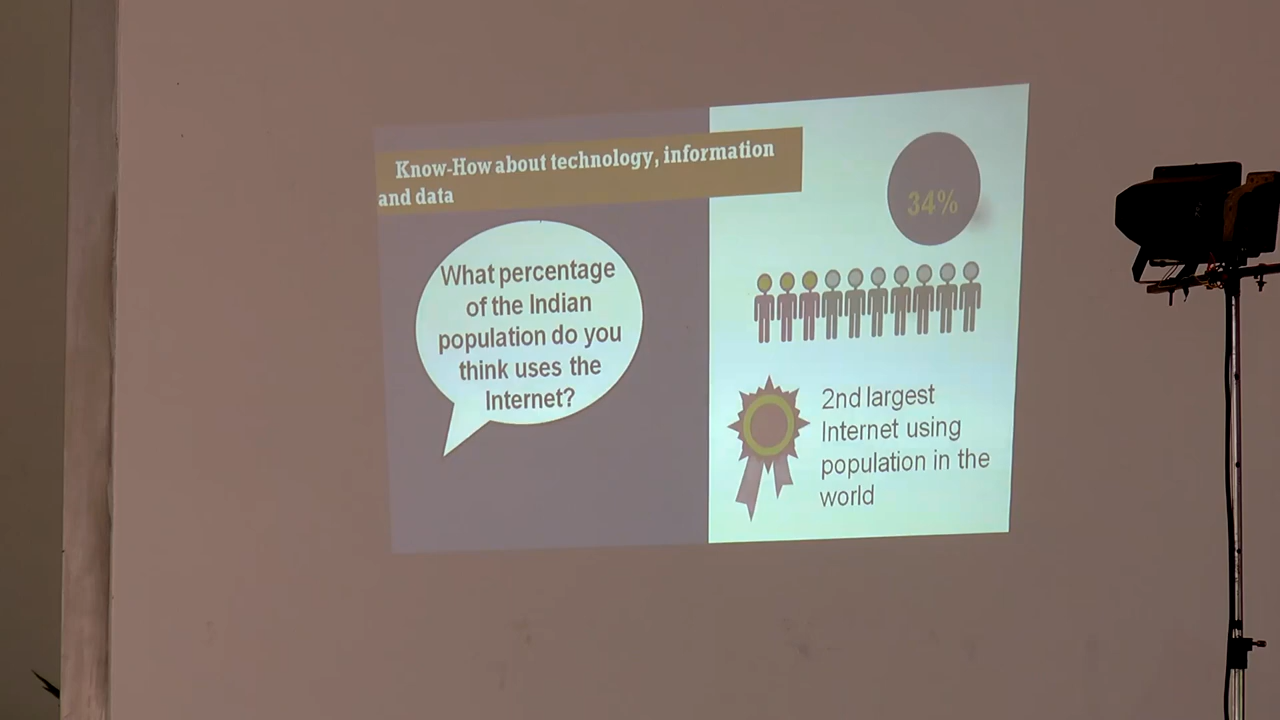 Know-How about technology, information
and data
What percentage
of the Indian
population do you
think uses the
Internet?
34%
2nd largest
Internet using
population in the
world